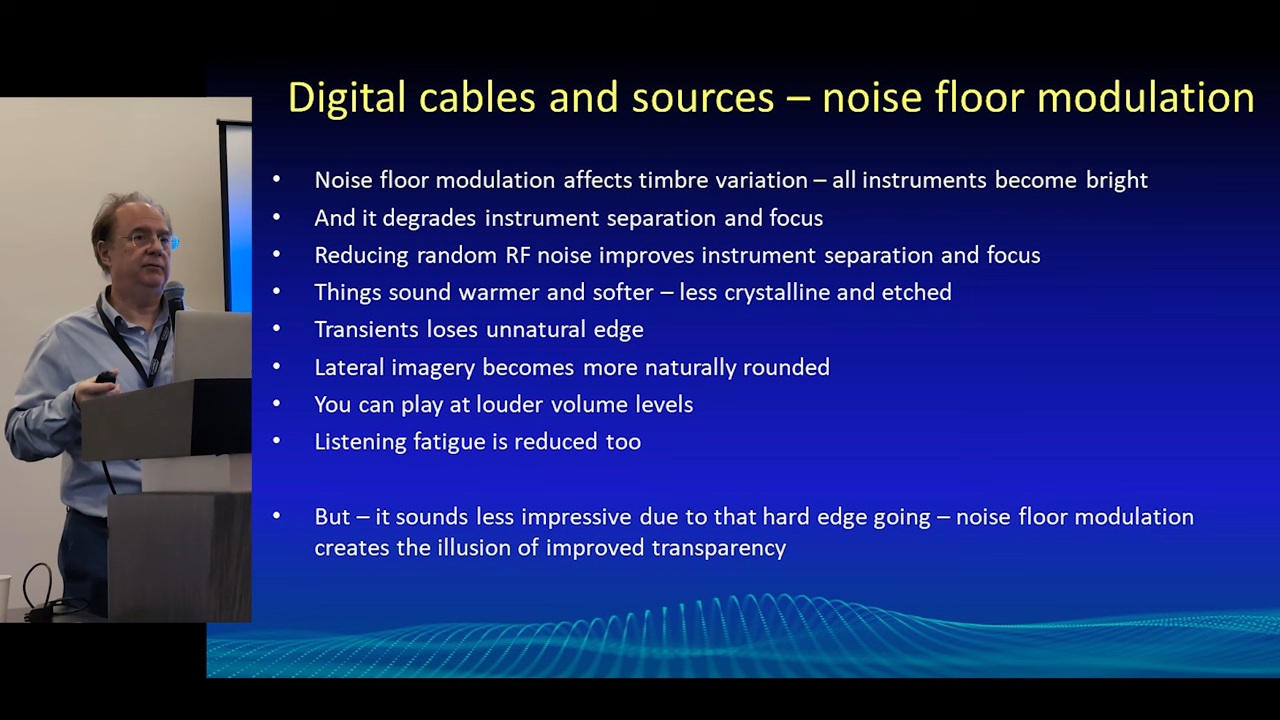 Digital cables and sources – noise floor modulation
• Noise floor modulation affects timbre variation – all instruments become bright
• And it degrades instrument separation and focus
• Reducing random RF noise improves instrument separation and focus
• Things sound warmer and softer – less crystalline and etched
• Transients loses unnatural edge
• Lateral imagery becomes more naturally rounded
• You can play at louder volume levels
• Listening fatigue is reduced too
• But – it sounds less impressive due to that hard edge going – noise floor modulation
creates the illusion of improved transparency